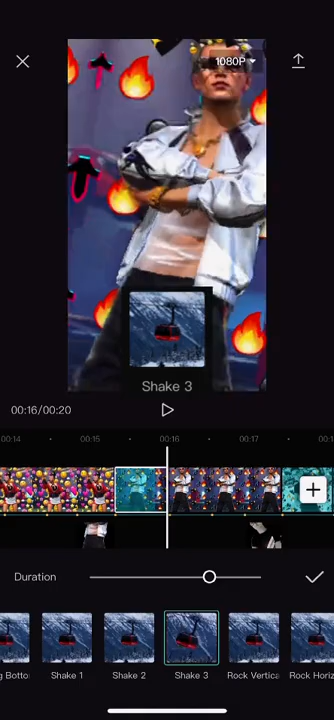 1080P
Shake 3
00:16/00:20
00:14
00:15
00:16
00:17
Duration
Shake 1
Shake 2
Shake 3
Rock Vertica
Rock Horiz